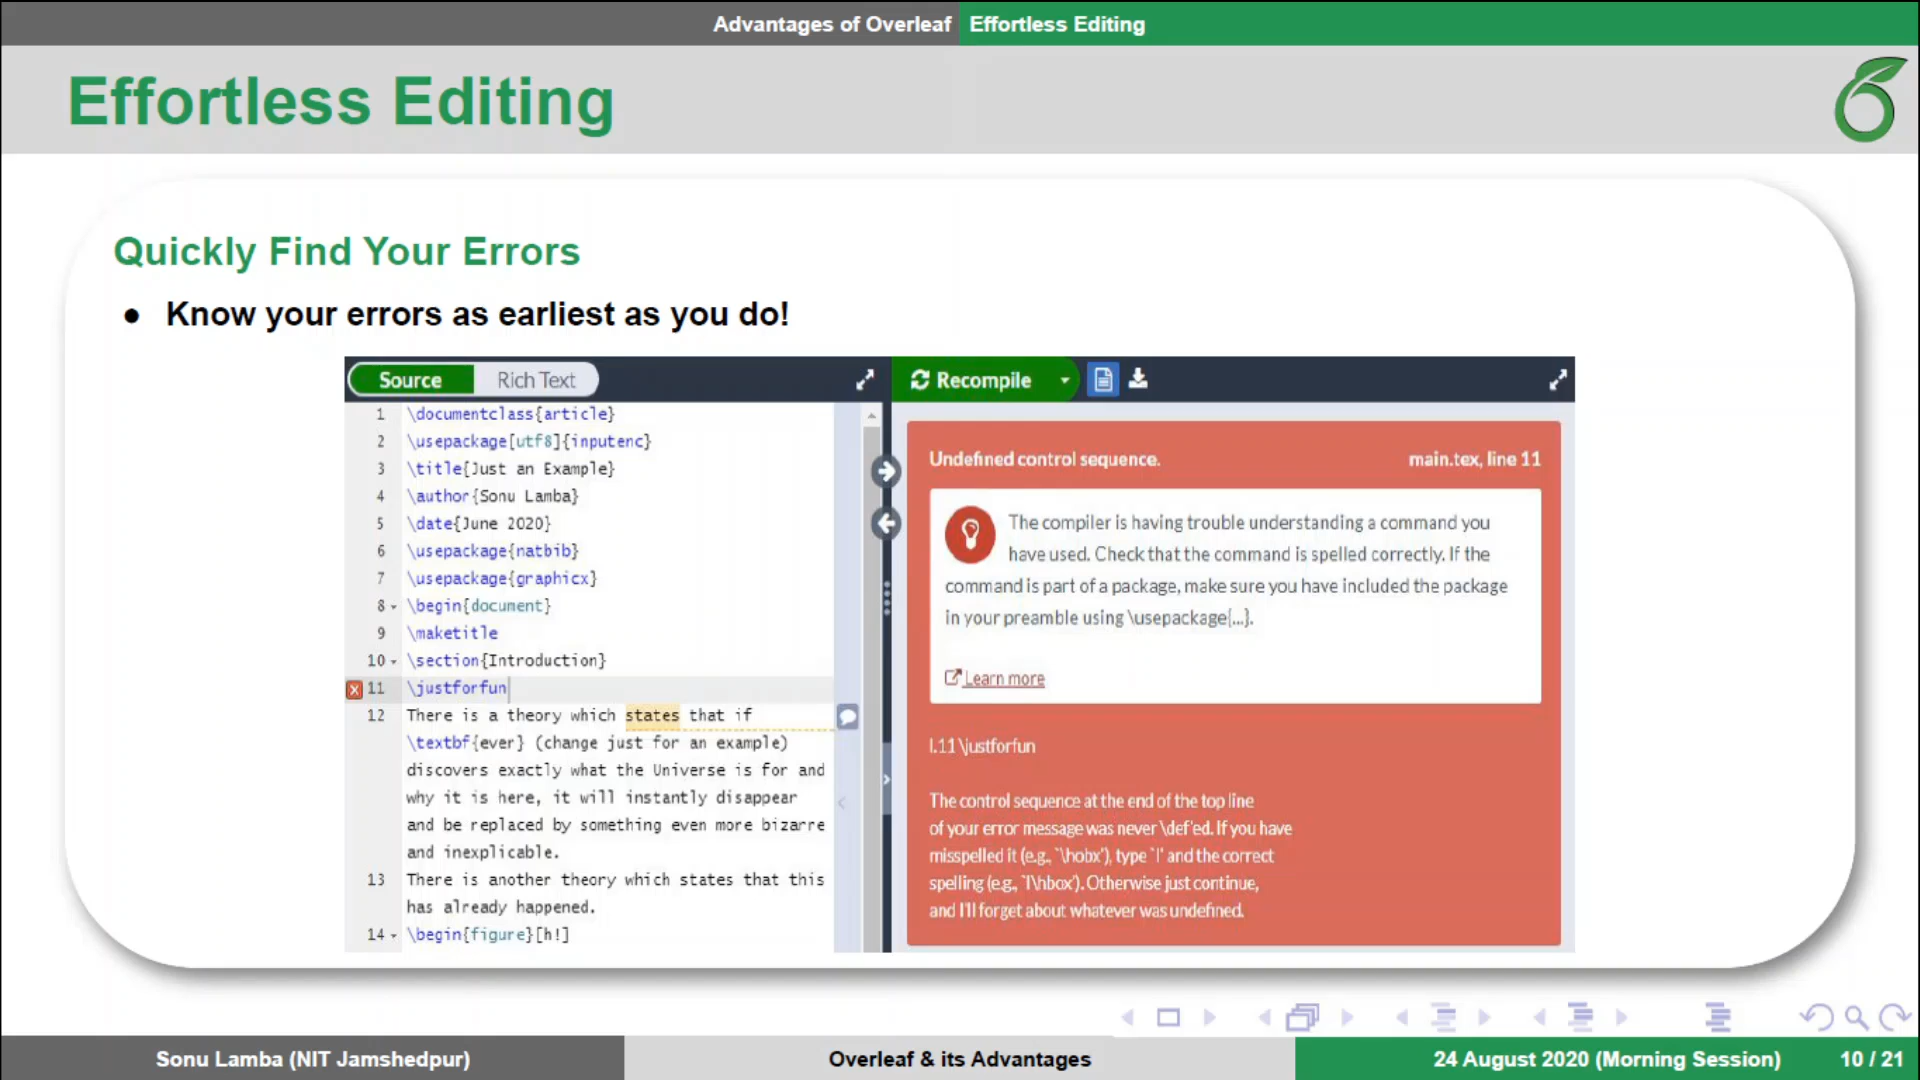 Advantages of Overleaf Effortless Editing
Effortless Editing
Quickly Find Your Errors
● Know your errors as earliest as you do!
Source Rich Text
1 \documentclass{article}
2 \usepackage[utf8]{inputenc}
3 \title{Just an Example}
4 \author{Sonu Lamba}
5 \date{June 2020}
6 \usepackage{natbib}
7 \usepackage{graphicx}
8 \begin{document}
9 \maketitle
10 \section{Introduction}
11 \justforfun
12 There is a theory which states that if
\textbf{ever} (change just for an example)
discovers exactly what the Universe is for and
why it is here, it will instantly disappear
and be replaced by something even more bizarre
and inexplicable.
13 There is another theory which states that this
has already happened.
14 \begin{figure}[h!]
Recompile
Undefined control sequence. main.tex, line 11
The compiler is having trouble understanding a command you
have used. Check that the command is spelled correctly. If the
command is part of a package, make sure you have included the package
in your preamble using \usepackage{...}.
Learn more
l.11 \justforfun
The control sequence at the end of the top line
of your error message was never \def'ed. If you have
misspelled it (e.g., `\hobx'), type `I' and the correct
spelling (e.g., `I\hbox'). Otherwise just continue,
and I'll forget about whatever was undefined.
Sonu Lamba (NIT Jamshedpur) Overleaf & its Advantages 24 August 2020 (Morning Session) 10 / 21